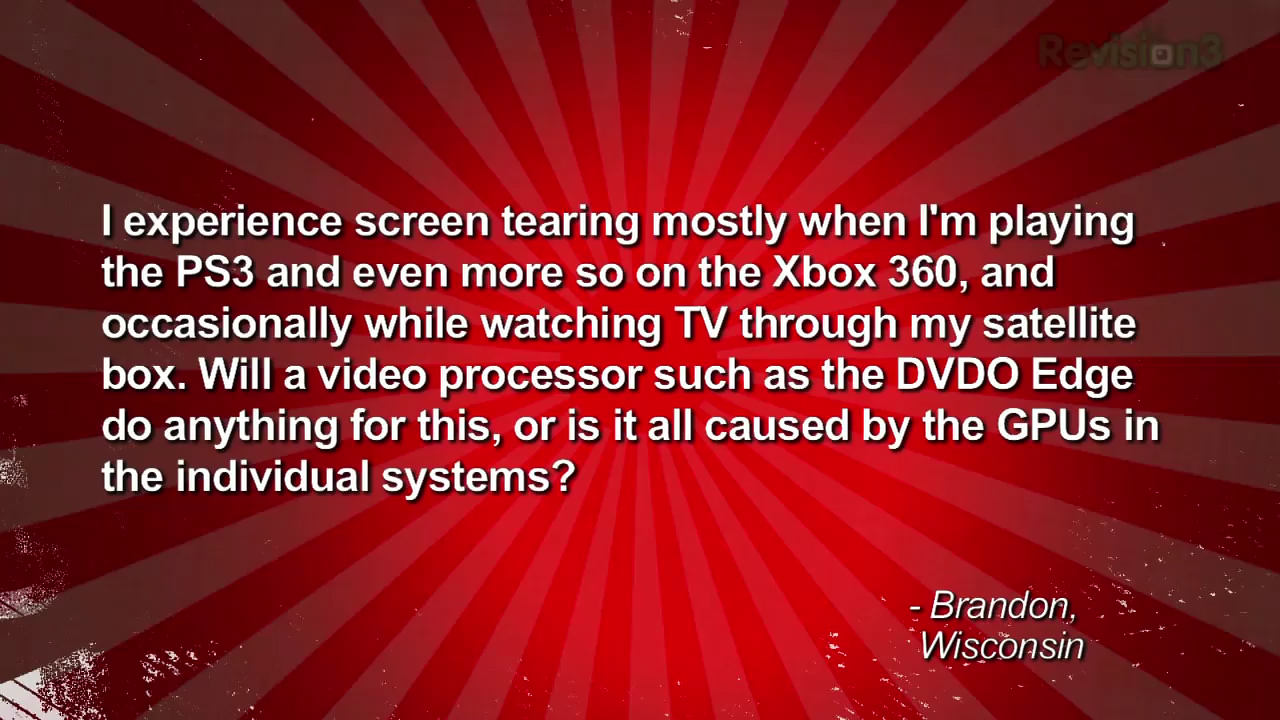 Revision3
I experience screen tearing mostly when I'm playing
the PS3 and even more so on the Xbox 360, and
occasionally while watching TV through my satellite
box. Will a video processor such as the DVDO Edge
do anything for this, or is it all caused by the GPUs in
the individual systems?
- Brandon,
Wisconsin